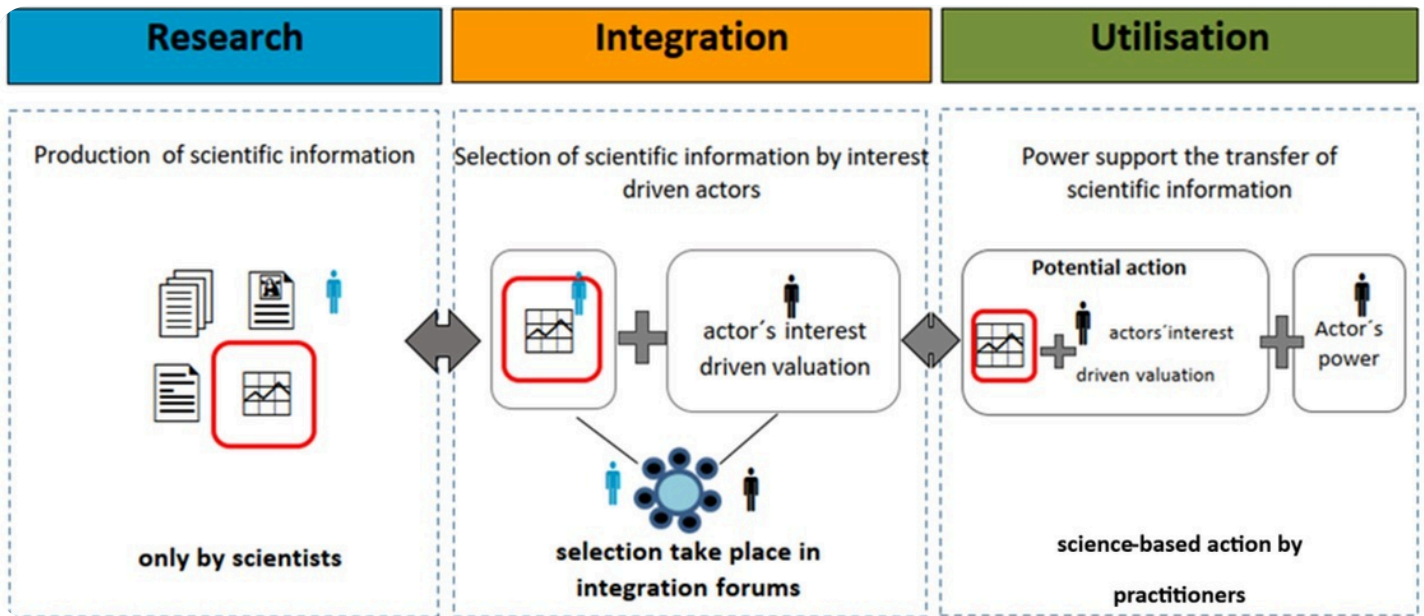 Research
Integration
Utilisation
Production of scientific information
only by scientists
Selection of scientific information by interest
driven actors
actor´s interest
driven valuation
selection take place in
integration forums
Power support the transfer of
scientific information
Potential action
actors´interest
driven valuation
Actor´s
power
science-based action by
practitioners